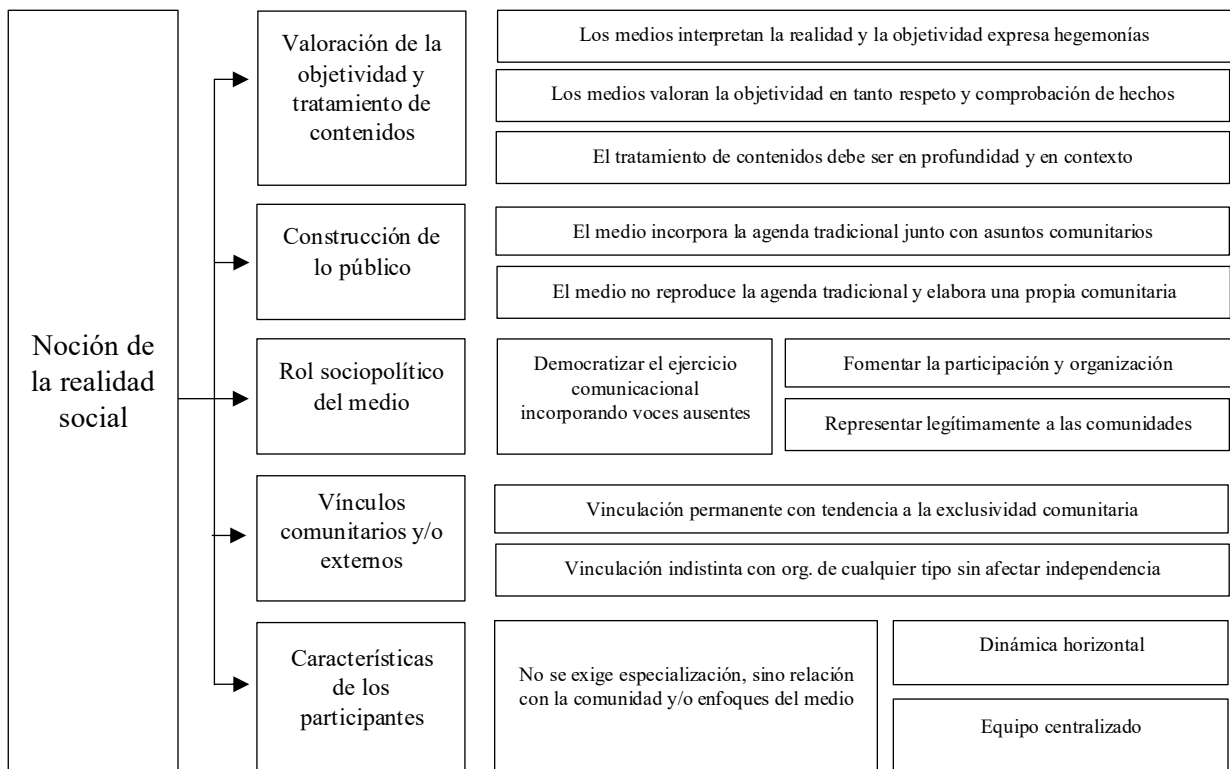 Noción de
la realidad
social
Valoración de la
objetividad y
tratamiento de
contenidos
Los medios interpretan la realidad y la objetividad expresa hegemonías
Los medios valoran la objetividad en tanto respeto y comprobación de hechos
El tratamiento de contenidos debe ser en profundidad y en contexto
Construcción de
lo público
El medio incorpora la agenda tradicional junto con asuntos comunitarios
El medio no reproduce la agenda tradicional y elabora una propia comunitaria
Rol sociopolítico
del medio
Democratizar el ejercicio
comunicacional
incorporando voces ausentes
Fomentar la participación y organización
Representar legítimamente a las comunidades
Vínculos
comunitarios y/o
externos
Vinculación permanente con tendencia a la exclusividad comunitaria
Vinculación indistinta con org. de cualquier tipo sin afectar independencia
Características
de los
participantes
No se exige especialización, sino relación
con la comunidad y/o enfoques del medio
Dinámica horizontal
Equipo centralizado